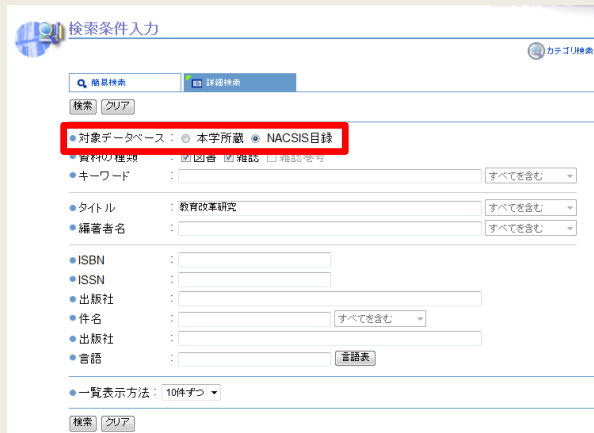 検索条件入力
カテゴリ検索
簡易検索 詳細検索
検索 クリア
対象データベース : 本学所蔵 NACSIS目録
資料の種類 : 図書 雑誌 雑誌巻号
キーワード : すべてを含む
タイトル : 教育改革研究 すべてを含む
編著者名 : すべてを含む
ISBN :
ISSN :
出版社 :
件名 : すべてを含む
出版社 :
言語 : 言語表
一覧表示方法 : 10件ずつ
検索 クリア